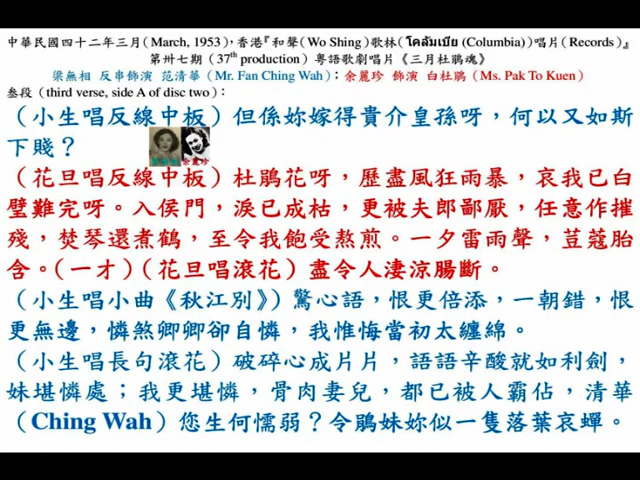 中華民國四十二年三月(March, 1953)，香港『和聲(Wo Shing)歌林(โคลัมเบีย (Columbia))唱片(Records)』
第卅七期（37th production）粵語歌劇唱片《三月杜鵑魂》
梁無相 反串飾演 范清華（Mr. Fan Ching Wah）；余麗珍 飾演 白杜鵑（Ms. Pak To Kuen）
叁段（third verse, side A of disc two）：
（小生唱反線中板）但係妳嫁得貴介皇孫呀，何以又如斯
下賤？
（花旦唱反線中板）杜鵑花呀，歷盡風狂雨暴，哀我已白
璧難完呀。入侯門，淚已成枯，更被夫郎鄙厭，任意作摧
殘，焚琴還煮鶴，至令我飽受熬煎。一夕雷雨聲，荳蔻胎
含。（一才）（花旦唱滾花）盡令人淒涼腸斷。
（小生唱小曲《秋江別》）驚心語，恨更倍添，一朝錯，恨
更無邊，憐煞卿卿卻自憐，我惟悔當初太纏綿。
（小生唱長句滾花）破碎心成片片，語語辛酸就如利劍，
妹堪憐處；我更堪憐，骨肉妻兒，都已被人霸佔，清華
（Ching Wah）您生何懦弱？令鵑妹妳似一隻落葉哀蟬。